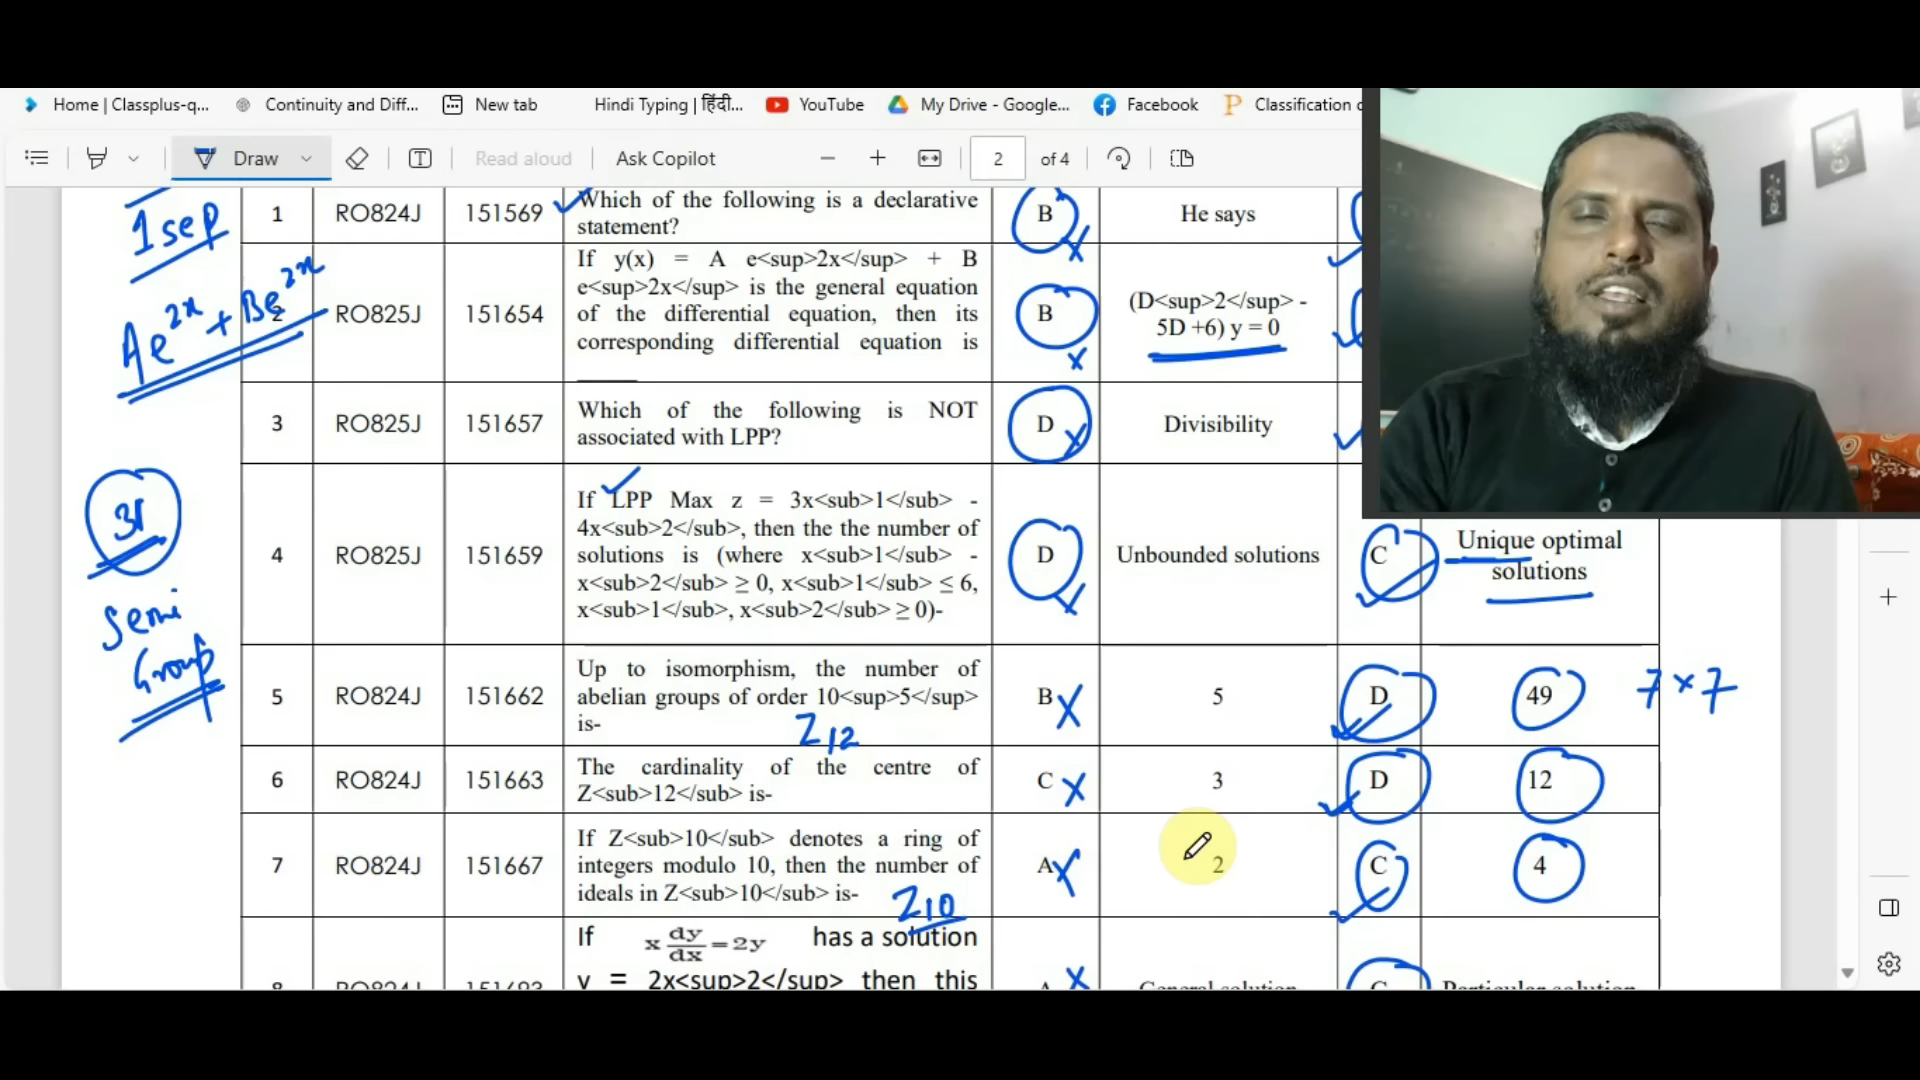 Home | Classplus-q... Continuity and Diff... New tab Hindi Typing | हिंदी... YouTube My Drive - Google... Facebook Classification
Draw Read aloud Ask Copilot 2 of 4
1 RO824J 151569 Which of the following is a declarative B He says
statement?
2 RO825J 151654 If y(x) = A e<sup>2x</sup> + B B (D<sup>2</sup> -
e<sup>2x</sup> is the general equation 5D +6) y = 0
of the differential equation, then its
corresponding differential equation is
3 RO825J 151657 Which of the following is NOT D Divisibility
associated with LPP?
4 RO825J 151659 If LPP Max z = 3x<sub>1</sub> - D Unbounded solutions C Unique optimal
4x<sub>2</sub>, then the the number of solutions
solutions is (where x<sub>1</sub> -
x<sub>2</sub> ≥ 0, x<sub>1</sub> ≤ 6,
x<sub>1</sub>, x<sub>2</sub> ≥ 0)-
5 RO824J 151662 Up to isomorphism, the number of B 5 D 49 7 × 7
abelian groups of order 10<sup>5</sup>
is-
Z12
6 RO824J 151663 The cardinality of the centre of C 3 D 12
Z<sub>12</sub> is-
7 RO824J 151667 If Z<sub>10</sub> denotes a ring of A 2 C 4
integers modulo 10, then the number of
ideals in Z<sub>10</sub> is-
Z10
If x dy/dx = 2y has a solution
y = 2x<sup>2</sup> then this
1 sep
Ae^2x + Be^2x
31
Semi
Group